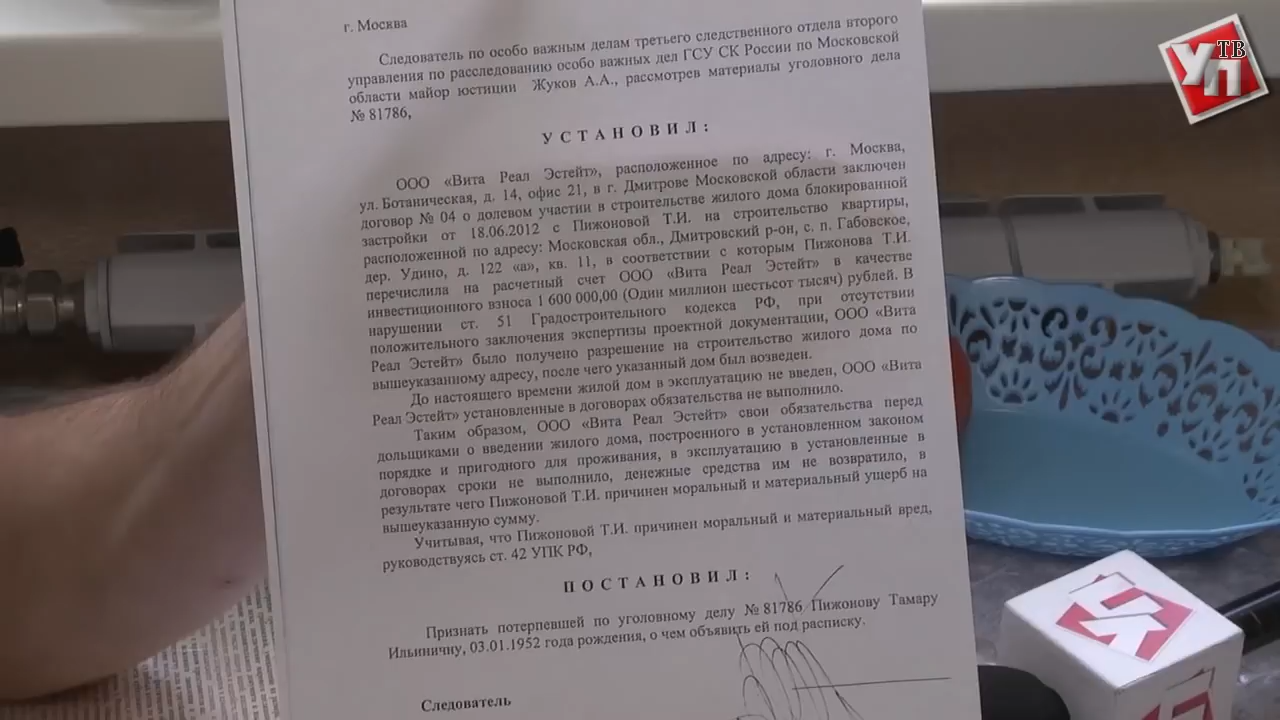 УП ТВ
г. Москва
Следователь по особо важным делам третьего следственного отдела второго
управления по расследованию особо важных дел ГСУ СК России по Московской
области майор юстиции Жуков А.А., рассмотрев материалы уголовного дела
№ 81786,
УСТАНОВИЛ:
ООО «Вита Реал Эстейт», расположенное по адресу: г. Москва,
ул. Ботаническая, д. 14, офис 21, в г. Дмитрове Московской области заключен
договор № 04 о долевом участии в строительстве жилого дома блокированной
застройки от 18.06.2012 с Пижоновой Т.И. на строительство квартиры,
расположенной по адресу: Московская обл., Дмитровский р-он, с. п. Габовское,
дер. Удино, д. 122 «а», кв. 11, в соответствии с которым Пижонова Т.И.
перечислила на расчетный счет ООО «Вита Реал Эстейт» в качестве
инвестиционного взноса 1 600 000,00 (Один миллион шестьсот тысяч) рублей. В
нарушении ст. 51 Градостроительного кодекса РФ, при отсутствии
положительного заключения экспертизы проектной документации, ООО «Вита
Реал Эстейт» было получено разрешение на строительство жилого дома по
вышеуказанному адресу, после чего указанный дом был возведен.
До настоящего времени жилой дом в эксплуатацию не введен, ООО «Вита
Реал Эстейт» установленные в договорах обязательства не выполнило.
Таким образом, ООО «Вита Реал Эстейт» свои обязательства перед
дольщиками о введении жилого дома, построенного в установленном законом
порядке и пригодного для проживания, в эксплуатацию в установленные в
договорах сроки не выполнило, денежные средства им не возвратило, в
результате чего Пижоновой Т.И. причинен моральный и материальный ущерб на
вышеуказанную сумму.
Учитывая, что Пижоновой Т.И. причинен моральный и материальный вред,
руководствуясь ст. 42 УПК РФ,
ПОСТАНОВИЛ:
Признать потерпевшей по уголовному делу № 81786 Пижонову Тамару
Ильиничну, 03.01.1952 года рождения, о чем объявить ей под расписку.
Следователь